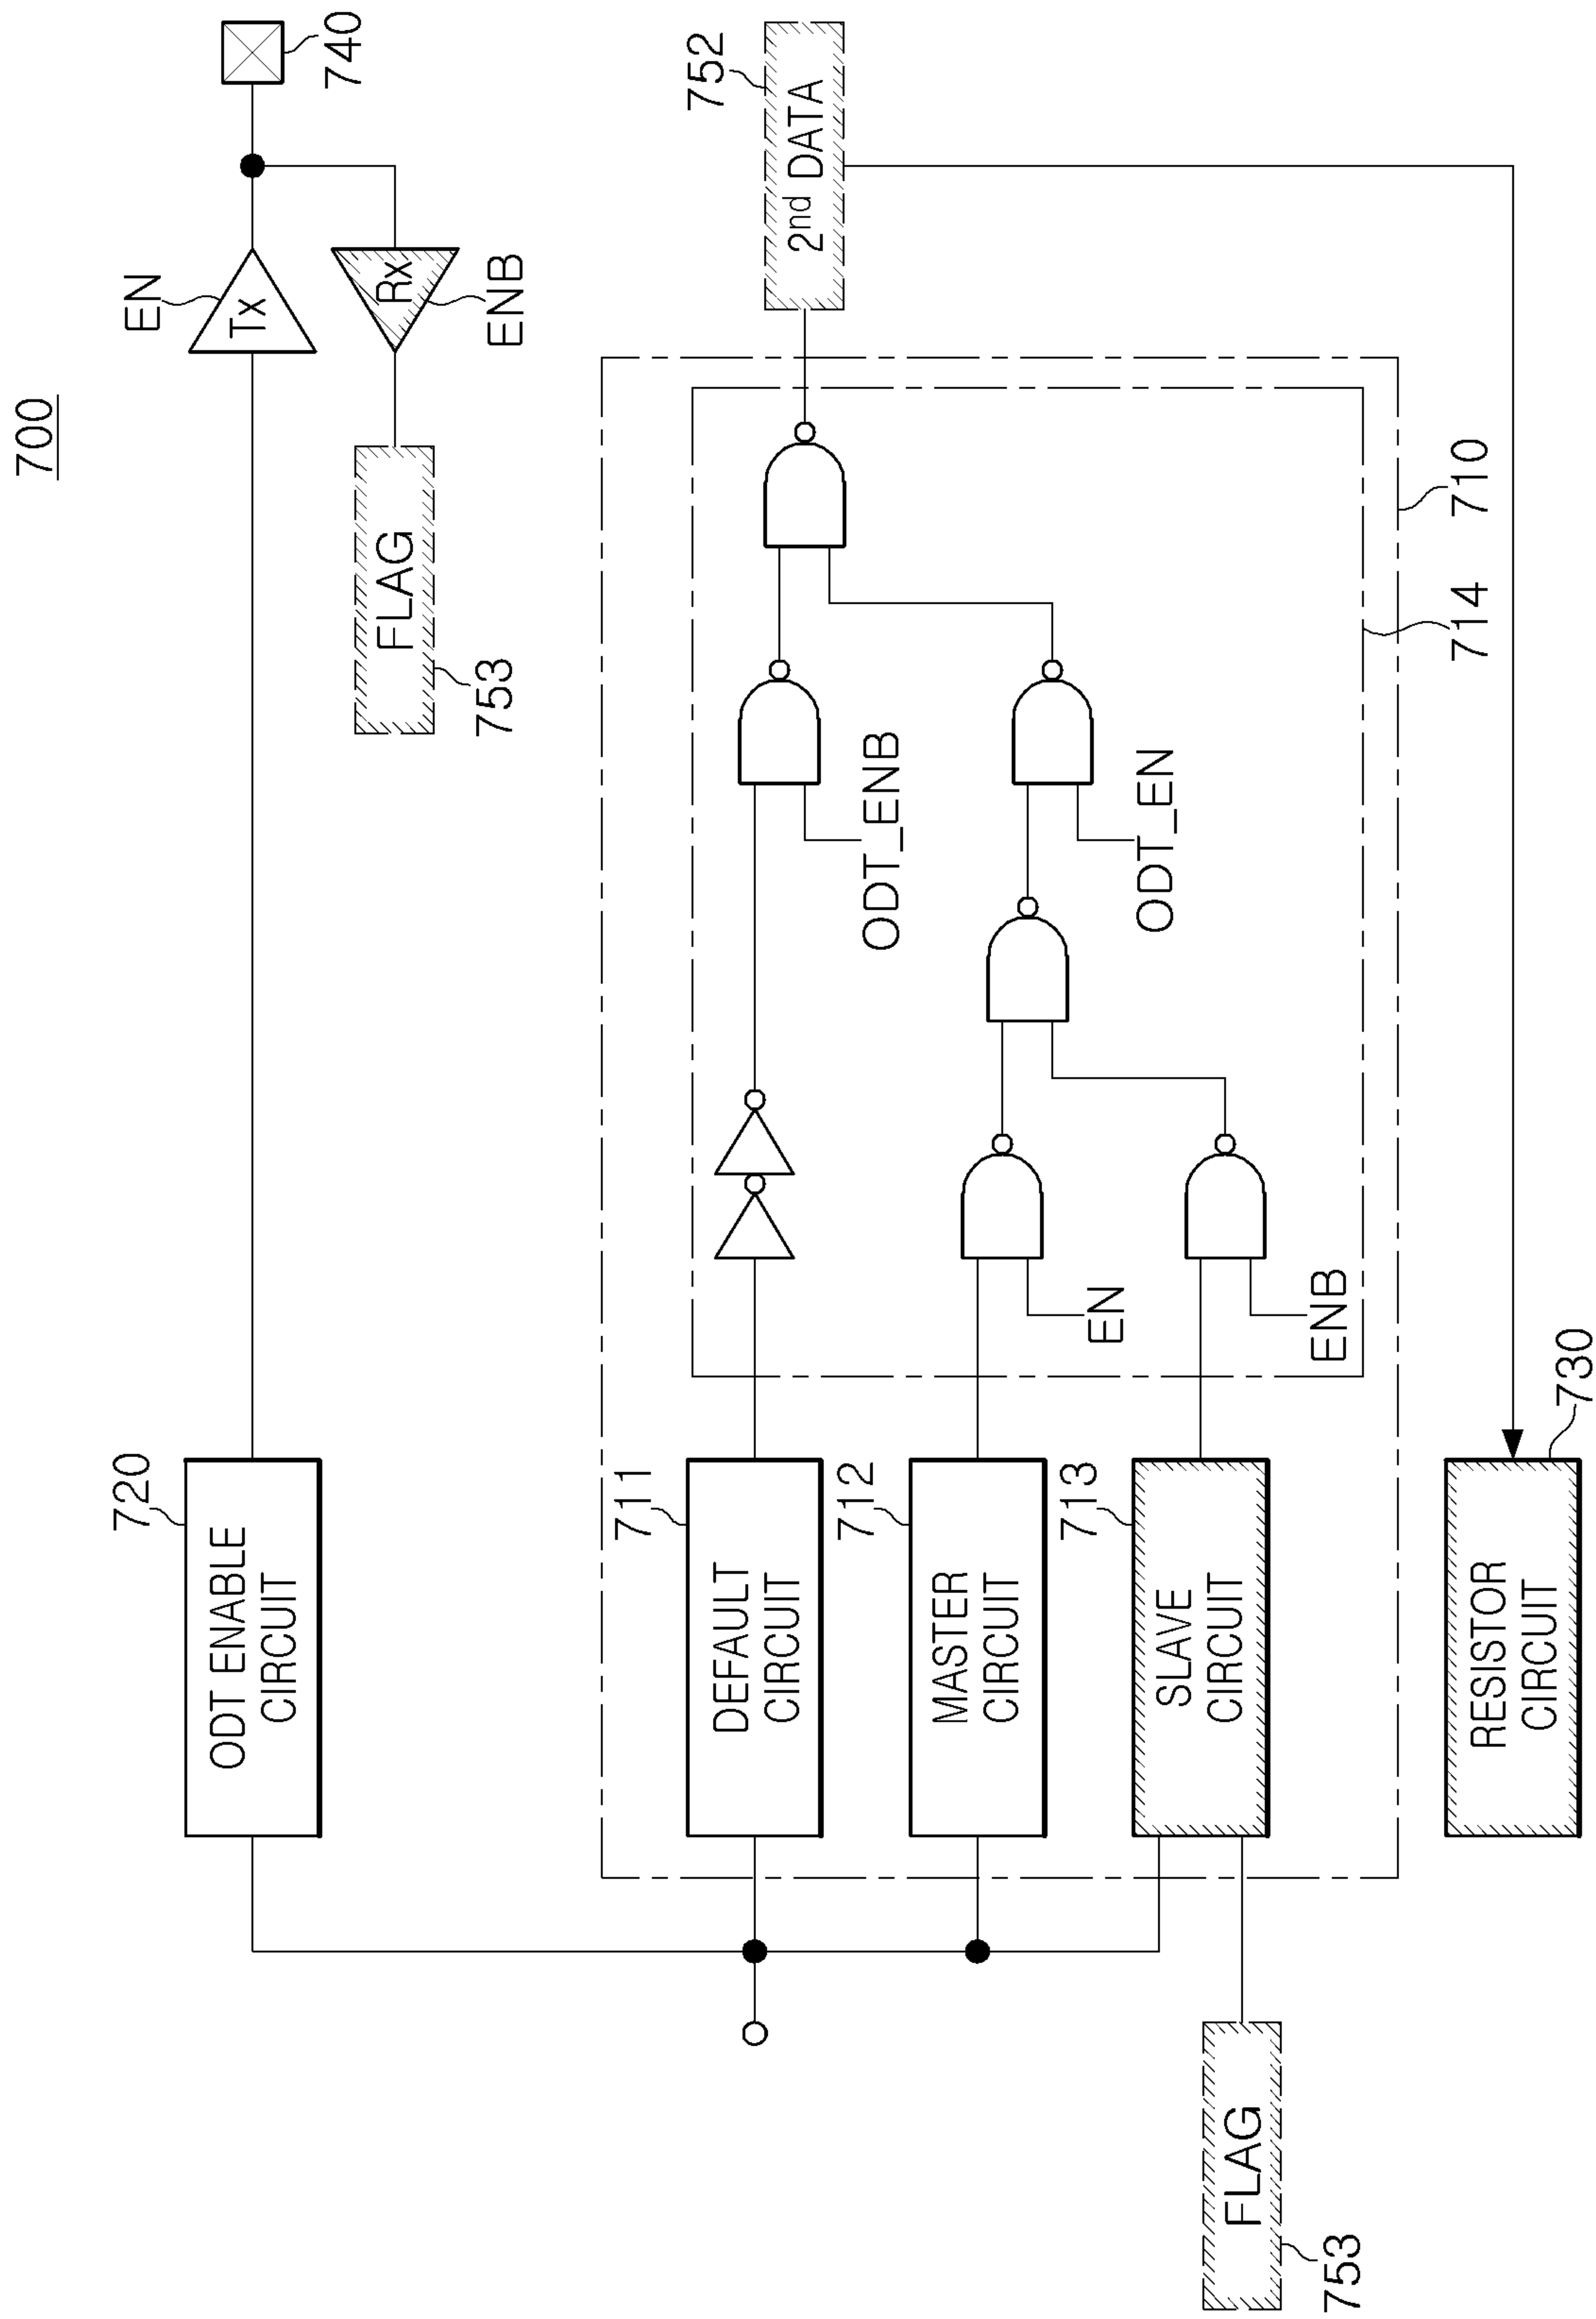 700
720
ODT ENABLE
CIRCUIT
EN
Tx
740
Rx
ENB
FLAG
753
711
DEFAULT
CIRCUIT
ODT_ENB
752
2nd DATA
712
MASTER
CIRCUIT
EN
ODT_EN
713
SLAVE
CIRCUIT
ENB
FLAG
753
714
710
RESISTOR
CIRCUIT
730